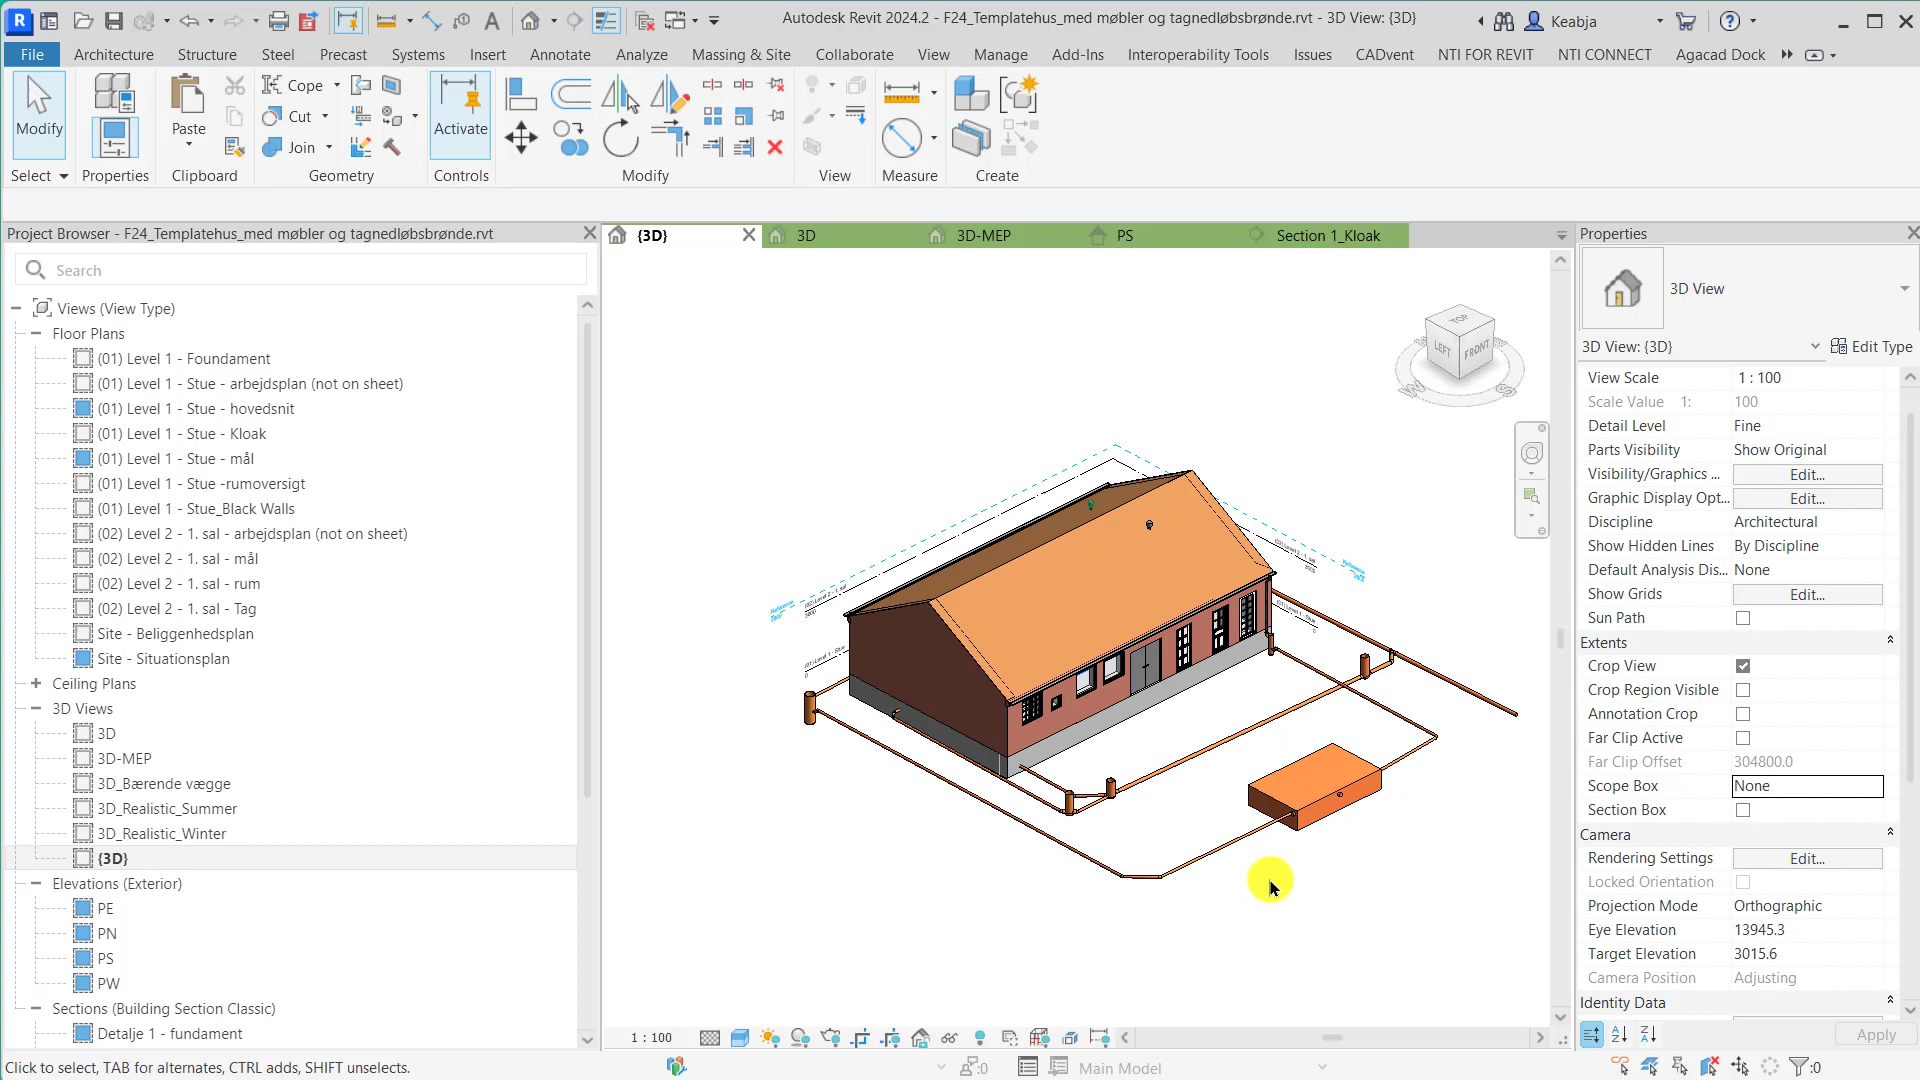 Autodesk Revit 2024.2 - F24_Templatehus_med møbler og tagnedløbsbrønde.rvt - 3D View: {3D}
Keabja
File Architecture Structure Steel Precast Systems Insert Annotate Analyze Massing & Site Collaborate View Manage Add-Ins Interoperability Tools Issues CADvent NTI FOR REVIT NTI CONNECT Agacad Dock
Modify
Paste
Cope
Cut
Join
Activate
Select Properties Clipboard Geometry Controls Modify View Measure Create
Project Browser - F24_Templatehus_med møbler og tagnedløbsbrønde.rvt
Search
Views (View Type)
Floor Plans
(01) Level 1 - Foundament
(01) Level 1 - Stue - arbejdsplan (not on sheet)
(01) Level 1 - Stue - hovedsnit
(01) Level 1 - Stue - Kloak
(01) Level 1 - Stue - mål
(01) Level 1 - Stue -rumoversigt
(01) Level 1 - Stue_Black Walls
(02) Level 2 - 1. sal - arbejdsplan (not on sheet)
(02) Level 2 - 1. sal - mål
(02) Level 2 - 1. sal - rum
(02) Level 2 - 1. sal - Tag
Site - Beliggenhedsplan
Site - Situationsplan
Ceiling Plans
3D Views
3D
3D-MEP
3D_Bærende vægge
3D_Realistic_Summer
3D_Realistic_Winter
{3D}
Elevations (Exterior)
PE
PN
PS
PW
Sections (Building Section Classic)
Detalje 1 - fundament
{3D} 3D 3D-MEP PS Section 1_Kloak
TOP
LEFT FRONT
1 : 100
Properties
3D View
3D View: {3D} Edit Type
View Scale 1 : 100
Scale Value 1: 100
Detail Level Fine
Parts Visibility Show Original
Visibility/Graphics ... Edit...
Graphic Display Opt... Edit...
Discipline Architectural
Show Hidden Lines By Discipline
Default Analysis Dis... None
Show Grids Edit...
Sun Path
Extents
Crop View
Crop Region Visible
Annotation Crop
Far Clip Active
Far Clip Offset 304800.0
Scope Box None
Section Box
Camera
Rendering Settings Edit...
Locked Orientation
Projection Mode Orthographic
Eye Elevation 13945.3
Target Elevation 3015.6
Camera Position Adjusting
Identity Data
Apply
Click to select, TAB for alternates, CTRL adds, SHIFT unselects.
:0
Main Model
:0